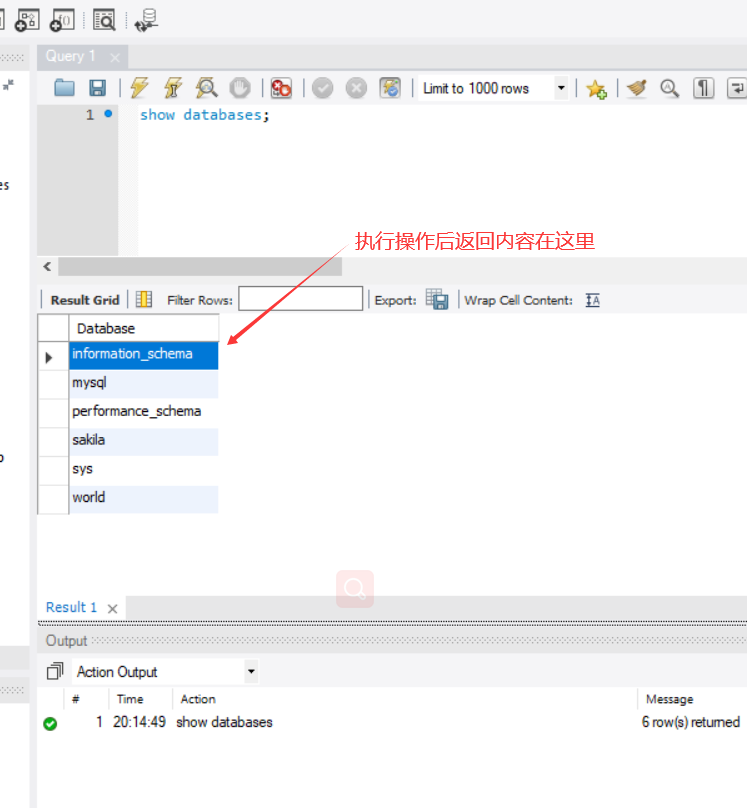 Query 1
Limit to 1000 rows
1
show databases;
es
执行操作后返回内容在这里
Result Grid
Filter Rows:
Export:
Wrap Cell Content:
Database
information_schema
mysql
performance_schema
sakila
sys
world
Result 1
Output
Action Output
# Time Action Message
1 20:14:49 show databases 6 row(s) returned